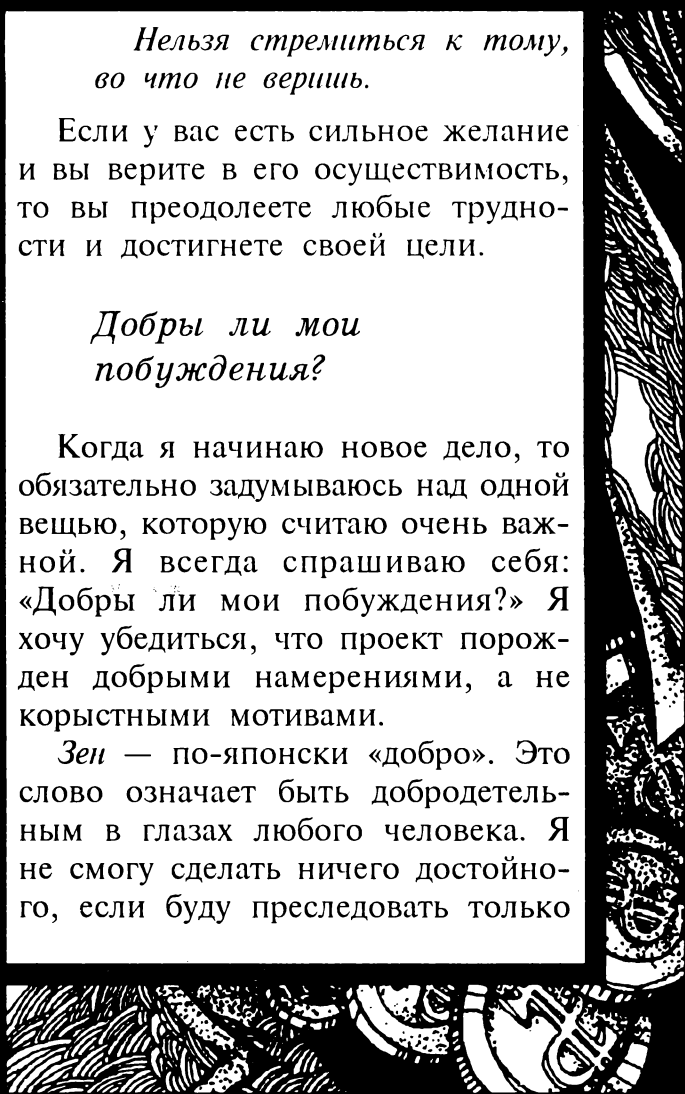 Нельзя стремиться к тому,
во что не веришь.
Если у вас есть сильное желание
и вы верите в его осуществимость,
то вы преодолеете любые трудно-
сти и достигнете своей цели.
Добры ли мои
побуждения?
Когда я начинаю новое дело, то
обязательно задумываюсь над одной
вещью, которую считаю очень важ-
ной. Я всегда спрашиваю себя:
«Добры ли мои побуждения?» Я
хочу убедиться, что проект порож-
ден добрыми намерениями, а не
корыстными мотивами.
Зен — по-японски «добро». Это
слово означает быть добродетель-
ным в глазах любого человека. Я
не смогу сделать ничего достойно-
го, если буду преследовать только